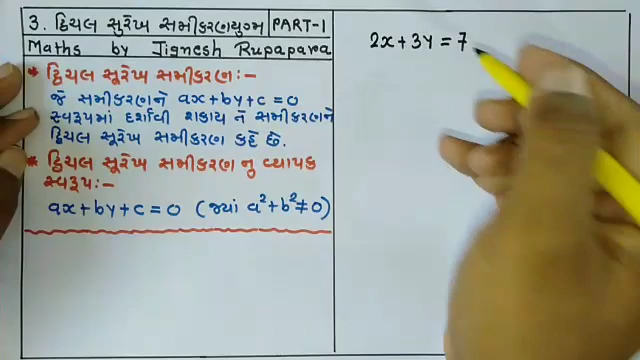 3. દ્વિચલ સુરેખ સમીકરણયુગ્મ PART-1
Maths by Jignesh Rupapara
* દ્વિચલ સૂરેખ સમીકરણ:-
જે સમીકરણને ax+by+c=0
સ્વરૂપમાં દર્શાવી શકાય તે સમીકરણને
દ્વિચલ સૂરેખ સમીકરણ કહે છે.
* દ્વિચલ સૂરેખ સમીકરણ નુ વ્યાપક
સ્વરૂપ:-
ax+by+c=0 (જ્યાં a²+b²≠0)
2x+3y=7